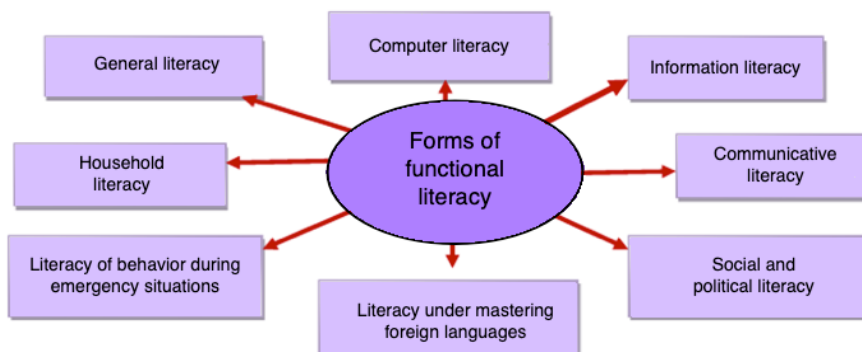 Computer literacy
General literacy
Information literacy
Forms of
functional
literacy
Household
literacy
Communicative
literacy
Literacy of behavior during
emergency situations
Social and
political literacy
Literacy under mastering
foreign languages